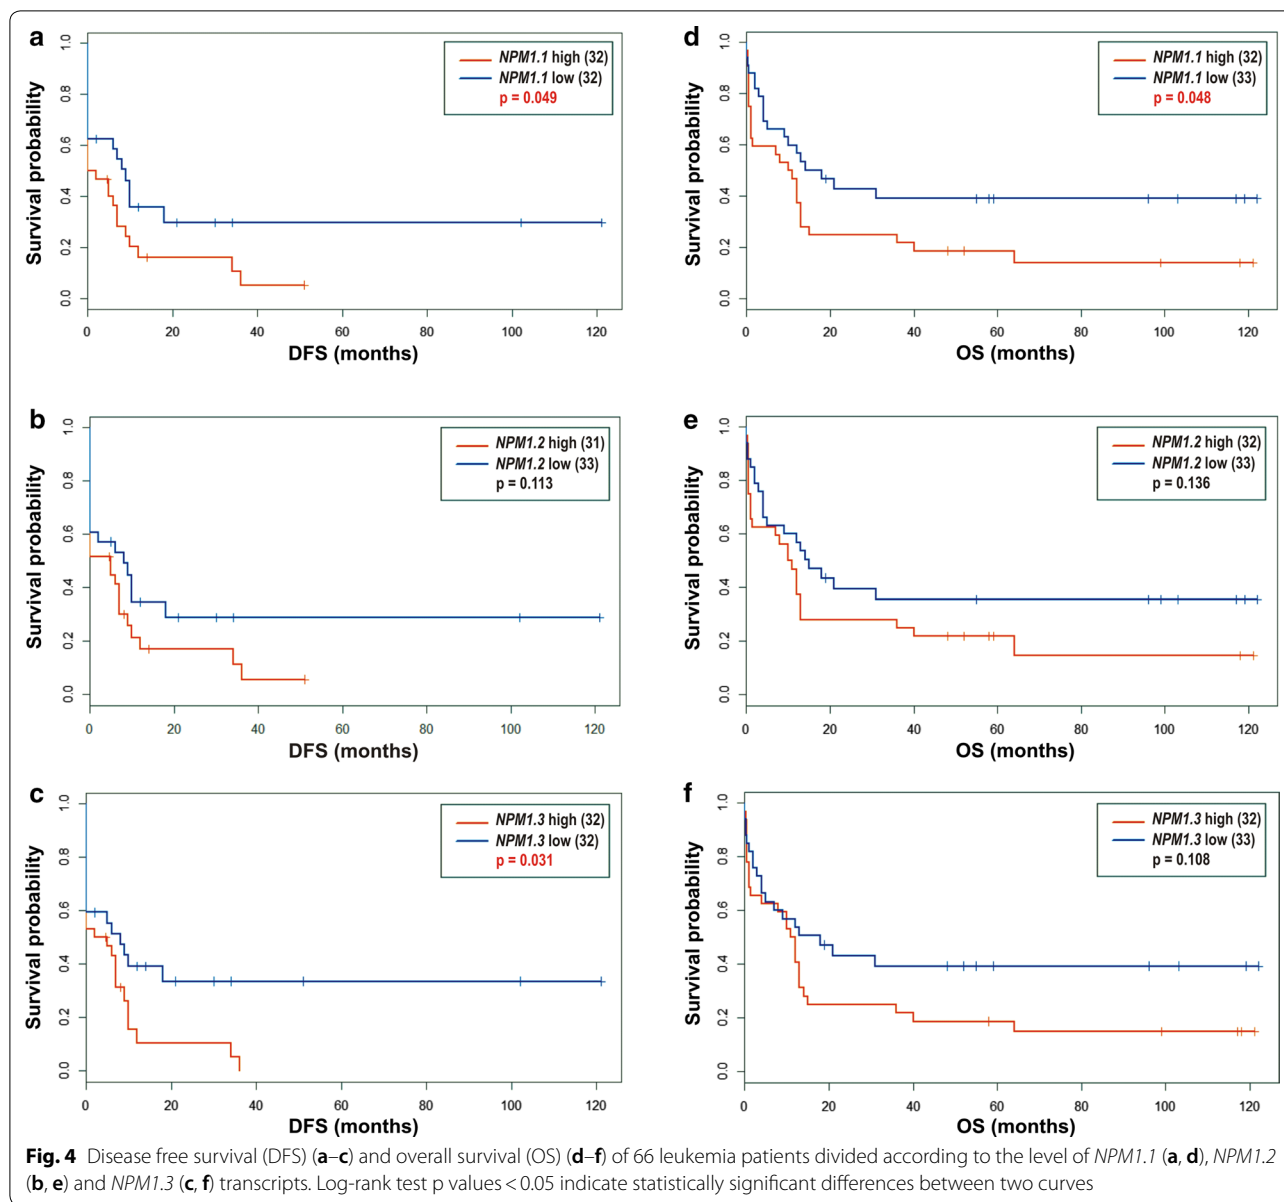 a
Survival probability
1.0
0.8
0.6
0.4
0.2
0.0
NPM1.1 high (32)
NPM1.1 low (32)
p = 0.049
0 20 40 60 80 100 120
DFS (months)
d
Survival probability
1.0
0.8
0.6
0.4
0.2
0.0
NPM1.1 high (32)
NPM1.1 low (33)
p = 0.048
0 20 40 60 80 100 120
OS (months)
b
Survival probability
1.0
0.8
0.6
0.4
0.2
0.0
NPM1.2 high (31)
NPM1.2 low (33)
p = 0.113
0 20 40 60 80 100 120
DFS (months)
e
Survival probability
1.0
0.8
0.6
0.4
0.2
0.0
NPM1.2 high (32)
NPM1.2 low (33)
p = 0.136
0 20 40 60 80 100 120
OS (months)
c
Survival probability
1.0
0.8
0.6
0.4
0.2
0.0
NPM1.3 high (32)
NPM1.3 low (32)
p = 0.031
0 20 40 60 80 100 120
DFS (months)
f
Survival probability
1.0
0.8
0.6
0.4
0.2
0.0
NPM1.3 high (32)
NPM1.3 low (33)
p = 0.108
0 20 40 60 80 100 120
OS (months)
Fig. 4 Disease free survival (DFS) (a–c) and overall survival (OS) (d–f) of 66 leukemia patients divided according to the level of NPM1.1 (a, d), NPM1.2
(b, e) and NPM1.3 (c, f) transcripts. Log-rank test p values < 0.05 indicate statistically significant differences between two curves